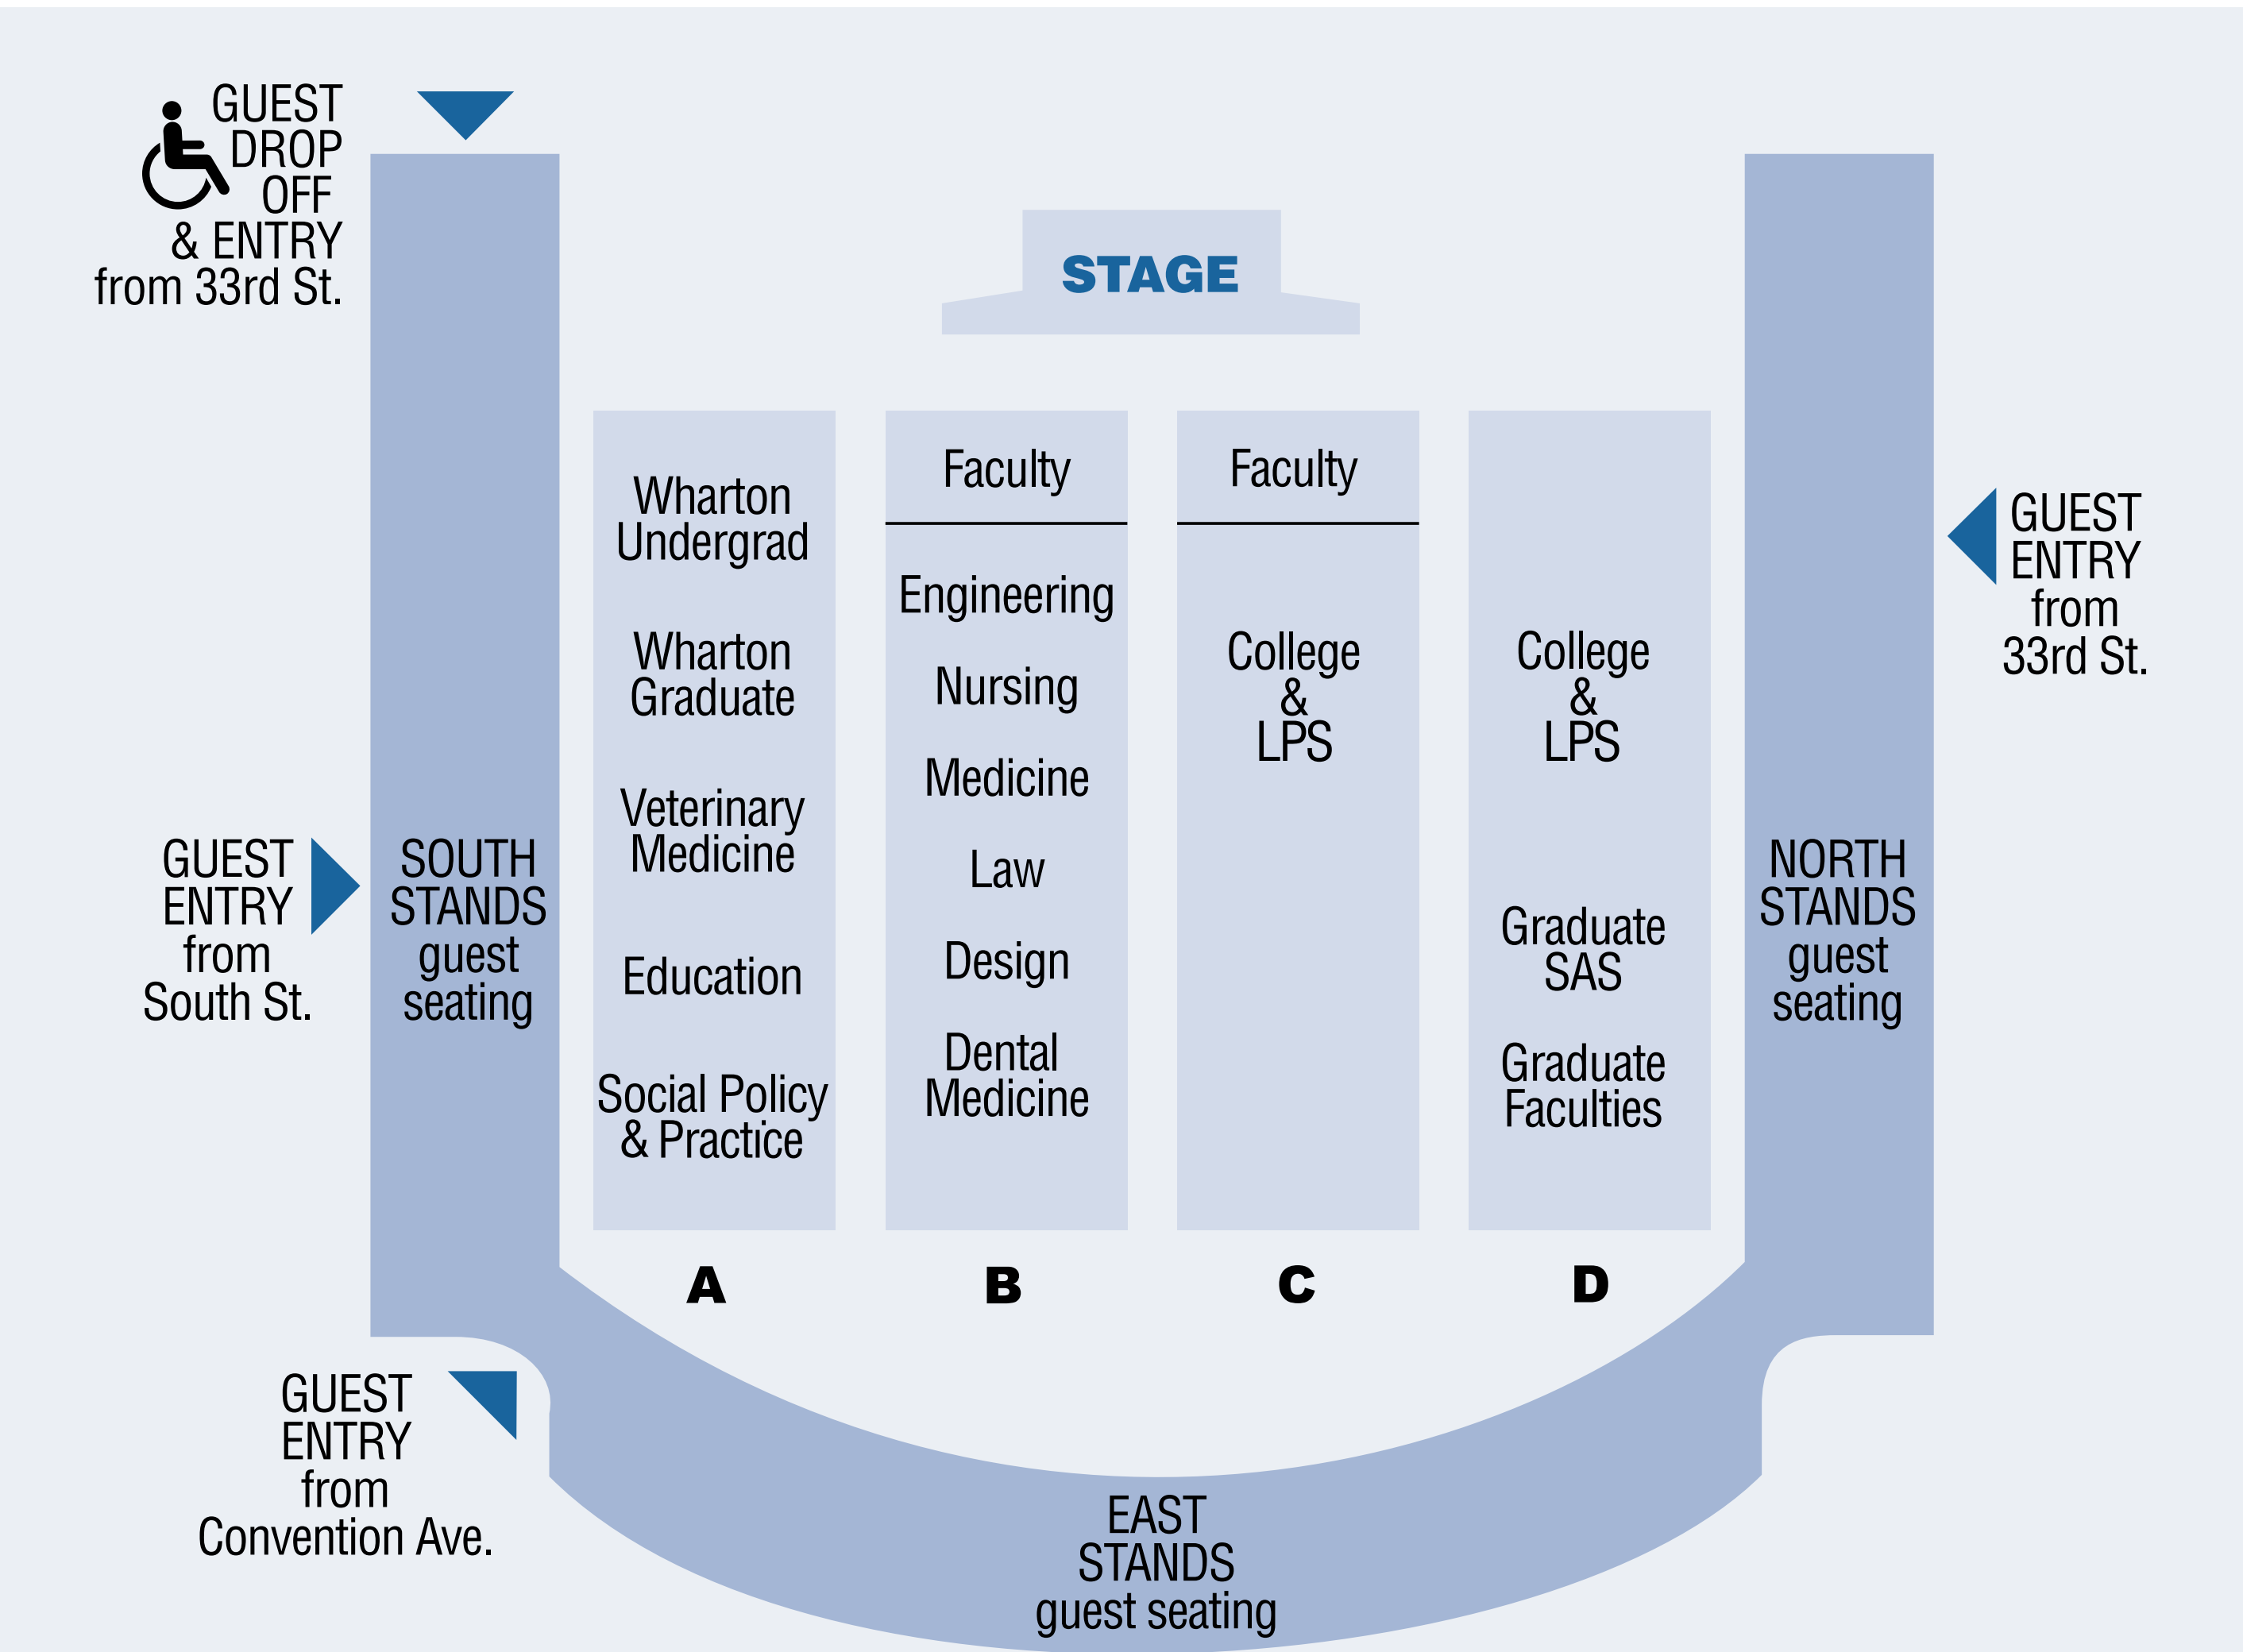 GUEST
DROP
OFF
& ENTRY
from 33rd St.
STAGE
GUEST
ENTRY
from
South St.
SOUTH
STANDS
guest
seating
Wharton
Undergrad
Wharton
Graduate
Veterinary
Medicine
Education
Social Policy
& Practice
A
Faculty
Engineering
Nursing
Medicine
Law
Design
Dental
Medicine
B
Faculty
College
&
LPS
C
College
&
LPS
Graduate
SAS
Graduate
Faculties
D
NORTH
STANDS
guest
seating
GUEST
ENTRY
from
33rd St.
GUEST
ENTRY
from
Convention Ave.
EAST
STANDS
guest seating